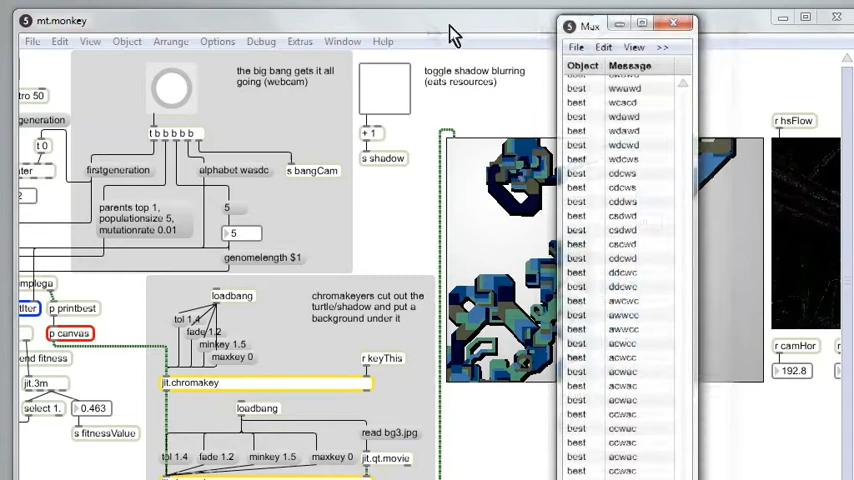 mt.monkey
File Edit View Object Arrange Options Debug Extras Window Help
tro 50
generation
t 0
the big bang gets it all
going (webcam)
t b b b b b
firstgeneration
alphabet wasdc
s bangCam
parents top 1,
populationsize 5,
mutationrate 0.01
5
5
genomelength $1
toggle shadow blurring
(eats resources)
+ 1
s shadow
p printbest
p canvas
end fitness
jit.3m
select 1.
0.463
s fitnessValue
loadbang
tol 1.4
fade 1.2
minkey 1.5
maxkey 0
chromakeyers cut out the
turtle/shadow and put a
background under it
r keyThis
jit.chromakey
loadbang
read bg3.jpg
tol 1.4
fade 1.2
minkey 1.5
maxkey 0
jit.qt.movie
Max
File Edit View >>
Object Message
best wwawd
best wcacd
best wdawd
best wdawd
best wdcwd
best wdcws
best cdcws
best cdcws
best csdwd
best csdwd
best cscwd
best cdcwd
best ddcwc
best ddcwc
best awcwc
best awwcc
best awwcc
best acwcc
best acwcc
best acwcc
best acwac
best acwac
best ccwac
best acwac
best ccwac
best ccwac
best acwac
best ccwac
r hsFlow
r camHor
192.8